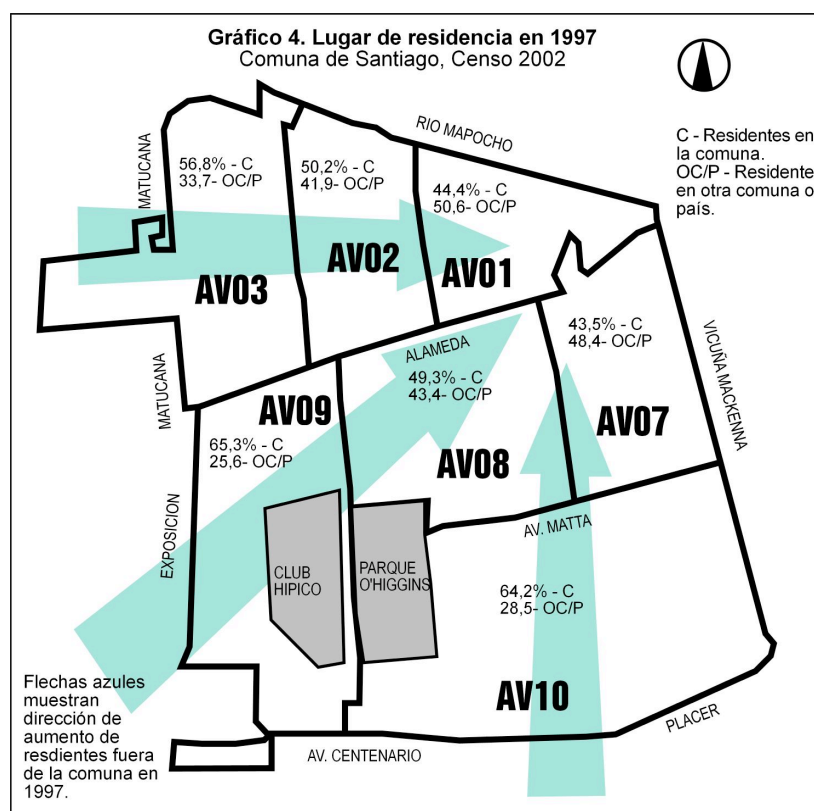 Gráfico 4. Lugar de residencia en 1997
Comuna de Santiago, Censo 2002
C - Residentes en
la comuna.
OC/P - Residente
en otra comuna o
país.
RIO MAPOCHO
MATUCANA
56,8% - C
33,7- OC/P
50,2% - C
41,9- OC/P
44,4% - C
50,6- OC/P
AV03
AV02
AV01
43,5% - C
48,4- OC/P
VICUÑA MACKENNA
ALAMEDA
49,3% - C
43,4- OC/P
MATUCANA
AV09
65,3% - C
25,6- OC/P
AV08
AV07
EXPOSICION
AV. MATTA
CLUB
HIPICO
PARQUE
O'HIGGINS
64,2% - C
28,5- OC/P
AV10
PLACER
AV. CENTENARIO
Flechas azules
muestran
dirección de
aumento de
resdientes fuera
de la comuna en
1997.